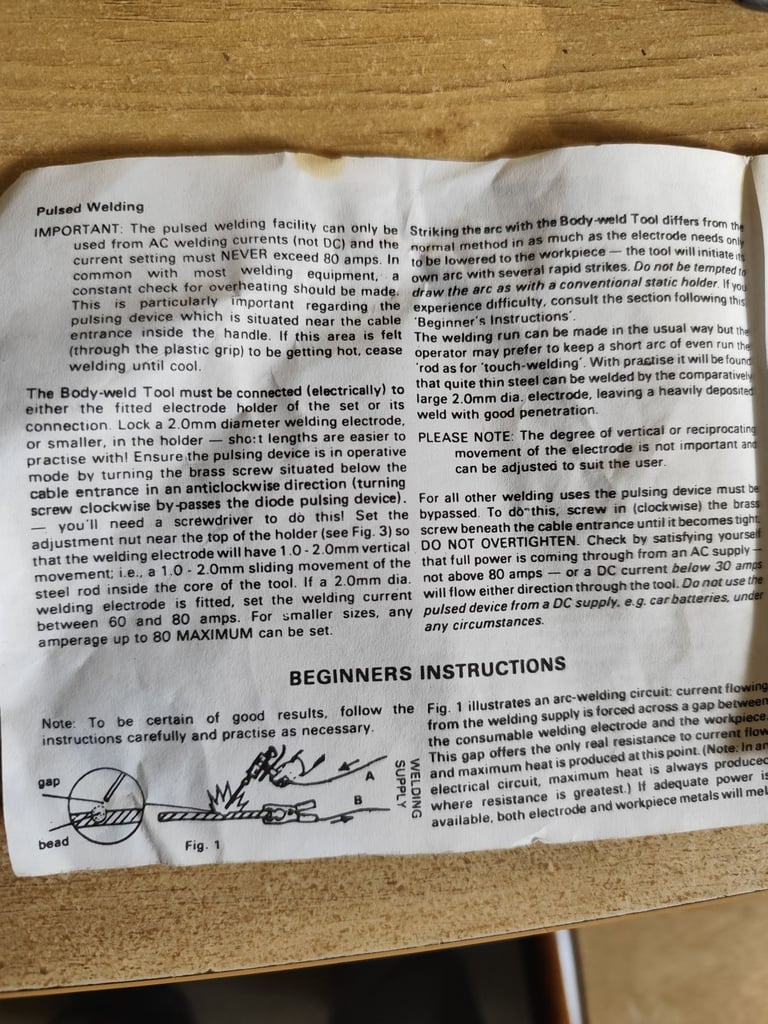 Pulsed Welding
IMPORTANT: The pulsed welding facility can only be
used from AC welding currents (not DC) and the
current setting must NEVER exceed 80 amps. In
common with most welding equipment, a
constant check for overheating should be made.
This is particularly important regarding the
pulsing device which is situated near the cable
entrance inside the handle. If this area is felt
(through the plastic grip) to be getting hot, cease
welding until cool.
The Body-weld Tool must be connected (electrically) to
either the fitted electrode holder of the set or its
connection. Lock a 2.0mm diameter welding electrode,
or smaller, in the holder — short lengths are easier to
practise with! Ensure the pulsing device is in operative
mode by turning the brass screw situated below the
cable entrance in an anticlockwise direction (turning
screw clockwise by-passes the diode pulsing device).
— you'll need a screwdriver to do this! Set the
adjustment nut near the top of the holder (see Fig. 3) so
that the welding electrode will have 1.0 - 2.0mm vertical
movement; i.e., a 1.0 - 2.0mm sliding movement of the
steel rod inside the core of the tool. If a 2.0mm dia.
welding electrode is fitted, set the welding current
between 60 and 80 amps. For smaller sizes, any
amperage up to 80 MAXIMUM can be set.
Striking the arc with the Body-weld Tool differs from the
normal method in as much as the electrode needs only
to be lowered to the workpiece — the tool will initiate its
own arc with several rapid strikes. Do not be tempted to
draw the arc as with a conventional static holder. If you
experience difficulty, consult the section following this
'Beginner's Instructions'.
The welding run can be made in the usual way but the
operator may prefer to keep a short arc of even run the
'rod as for 'touch-welding'. With practise it will be found
that quite thin steel can be welded by the comparatively
large 2.0mm dia. electrode, leaving a heavily deposited
weld with good penetration.
PLEASE NOTE: The degree of vertical or reciprocating
movement of the electrode is not important and
can be adjusted to suit the user.
For all other welding uses the pulsing device must be
bypassed. To do this, screw in (clockwise) the brass
screw beneath the cable entrance until it becomes tight.
DO NOT OVERTIGHTEN. Check by satisfying yourself
that full power is coming through from an AC supply —
not above 80 amps — or a DC current below 30 amps
will flow either direction through the tool. Do not use the
pulsed device from a DC supply, e.g. car batteries, under
any circumstances.
BEGINNERS INSTRUCTIONS
Note: To be certain of good results, follow the
instructions carefully and practise as necessary.
gap
bead
A
B
WELDING
SUPPLY
Fig. 1
Fig. 1 illustrates an arc-welding circuit: current flowing
from the welding supply is forced across a gap between
the consumable welding electrode and the workpiece.
This gap offers the only real resistance to current flow
and maximum heat is produced at this point. (Note: In an
electrical circuit, maximum heat is always produced
where resistance is greatest.) If adequate power is
available, both electrode and workpiece metals will mel